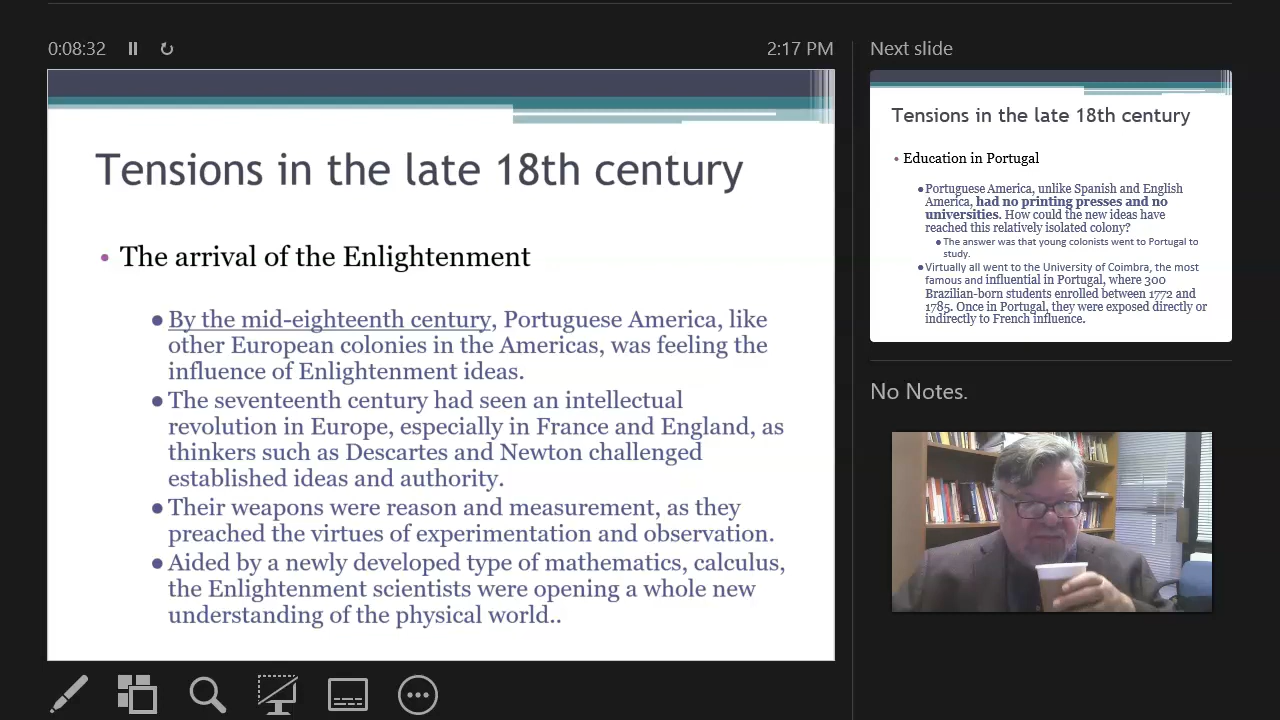 0:08:32
2:17 PM
Tensions in the late 18th century
• The arrival of the Enlightenment
● By the mid-eighteenth century, Portuguese America, like
other European colonies in the Americas, was feeling the
influence of Enlightenment ideas.
● The seventeenth century had seen an intellectual
revolution in Europe, especially in France and England, as
thinkers such as Descartes and Newton challenged
established ideas and authority.
● Their weapons were reason and measurement, as they
preached the virtues of experimentation and observation.
● Aided by a newly developed type of mathematics, calculus,
the Enlightenment scientists were opening a whole new
understanding of the physical world..
Next slide
Tensions in the late 18th century
• Education in Portugal
● Portuguese America, unlike Spanish and English
America, had no printing presses and no
universities. How could the new ideas have
reached this relatively isolated colony?
● The answer was that young colonists went to Portugal to
study.
● Virtually all went to the University of Coimbra, the most
famous and influential in Portugal, where 300
Brazilian-born students enrolled between 1772 and
1785. Once in Portugal, they were exposed directly or
indirectly to French influence.
No Notes.